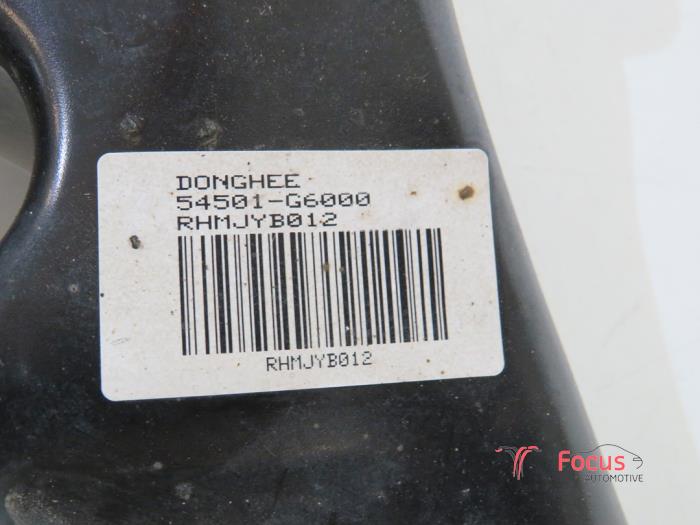 DONGHEE
54501-G6000
RHMJYB012
RHMJYB012
Focus
AUTOMOTIVE